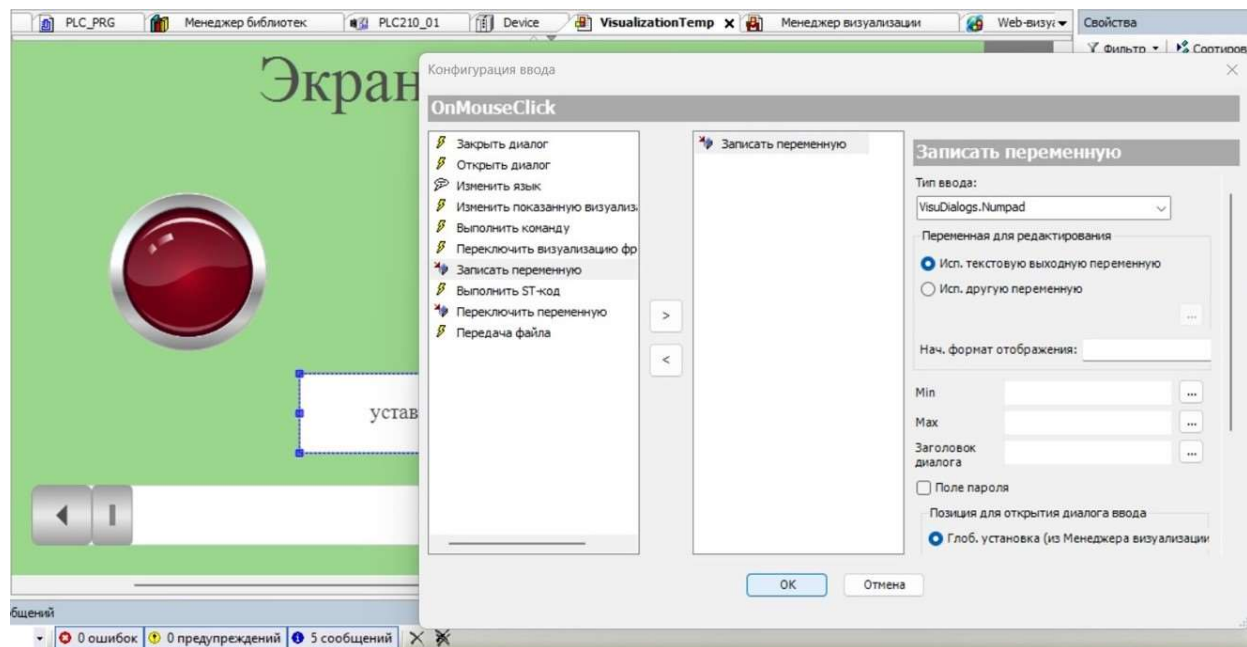 PLC_PRG
Менеджер библиотек
PLC210_01
Device
VisualizationTemp
Менеджер визуализации
Web-визу
Свойства
Фильтр
Сортиров
Экран
Конфигурация ввода
OnMouseClick
Закрыть диалог
Открыть диалог
Изменить язык
Изменить показанную визуализ
Выполнить команду
Переключить визуализацию фр
Записать переменную
Выполнить ST-код
Переключить переменную
Передача файла
>
<
Записать переменную
Записать переменную
Тип ввода:
VisuDialogs.Numpad
Переменная для редактирования
Исп. текстовую выходную переменную
Исп. другую переменную
...
Нач. формат отображения:
Min
...
Max
...
Заголовок
диалога
...
Поле пароля
Позиция для открытия диалога ввода
Глоб. установка (из Менеджера визуализации
OK
Отмена
устав
общений
0 ошибок
0 предупреждений
5 сообщений